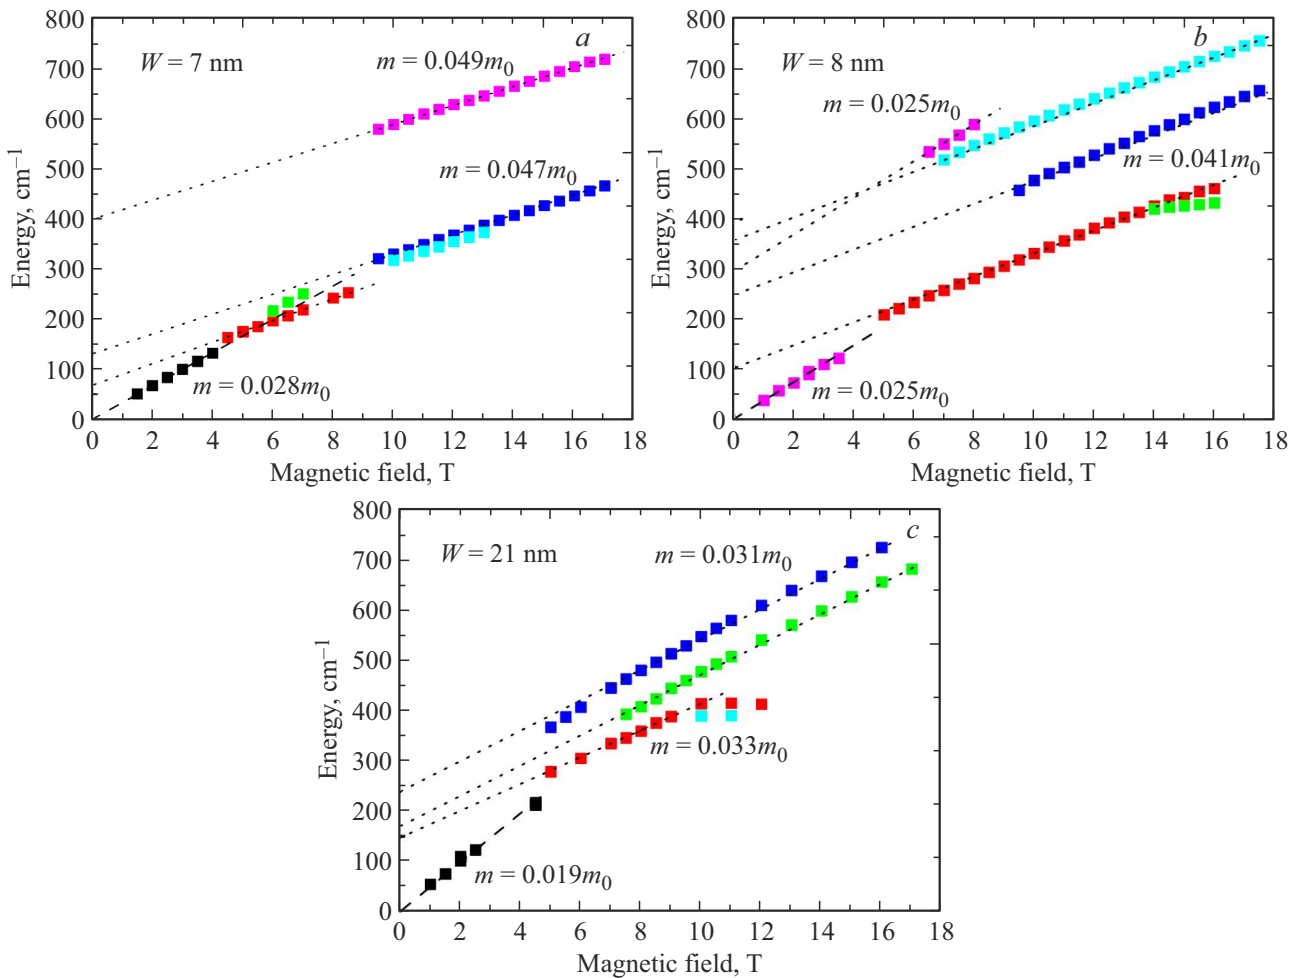 800
700
600
500
400
300
200
100
0
Energy, cm⁻¹
a
W = 7 nm
m = 0.049m₀
m = 0.047m₀
m = 0.028m₀
0 2 4 6 8 10 12 14 16 18
Magnetic field, T
800
700
600
500
400
300
200
100
0
Energy, cm⁻¹
b
W = 8 nm
m = 0.025m₀
m = 0.041m₀
m = 0.025m₀
0 2 4 6 8 10 12 14 16 18
Magnetic field, T
800
700
600
500
400
300
200
100
0
Energy, cm⁻¹
c
W = 21 nm
m = 0.031m₀
m = 0.033m₀
m = 0.019m₀
0 2 4 6 8 10 12 14 16 18
Magnetic field, T